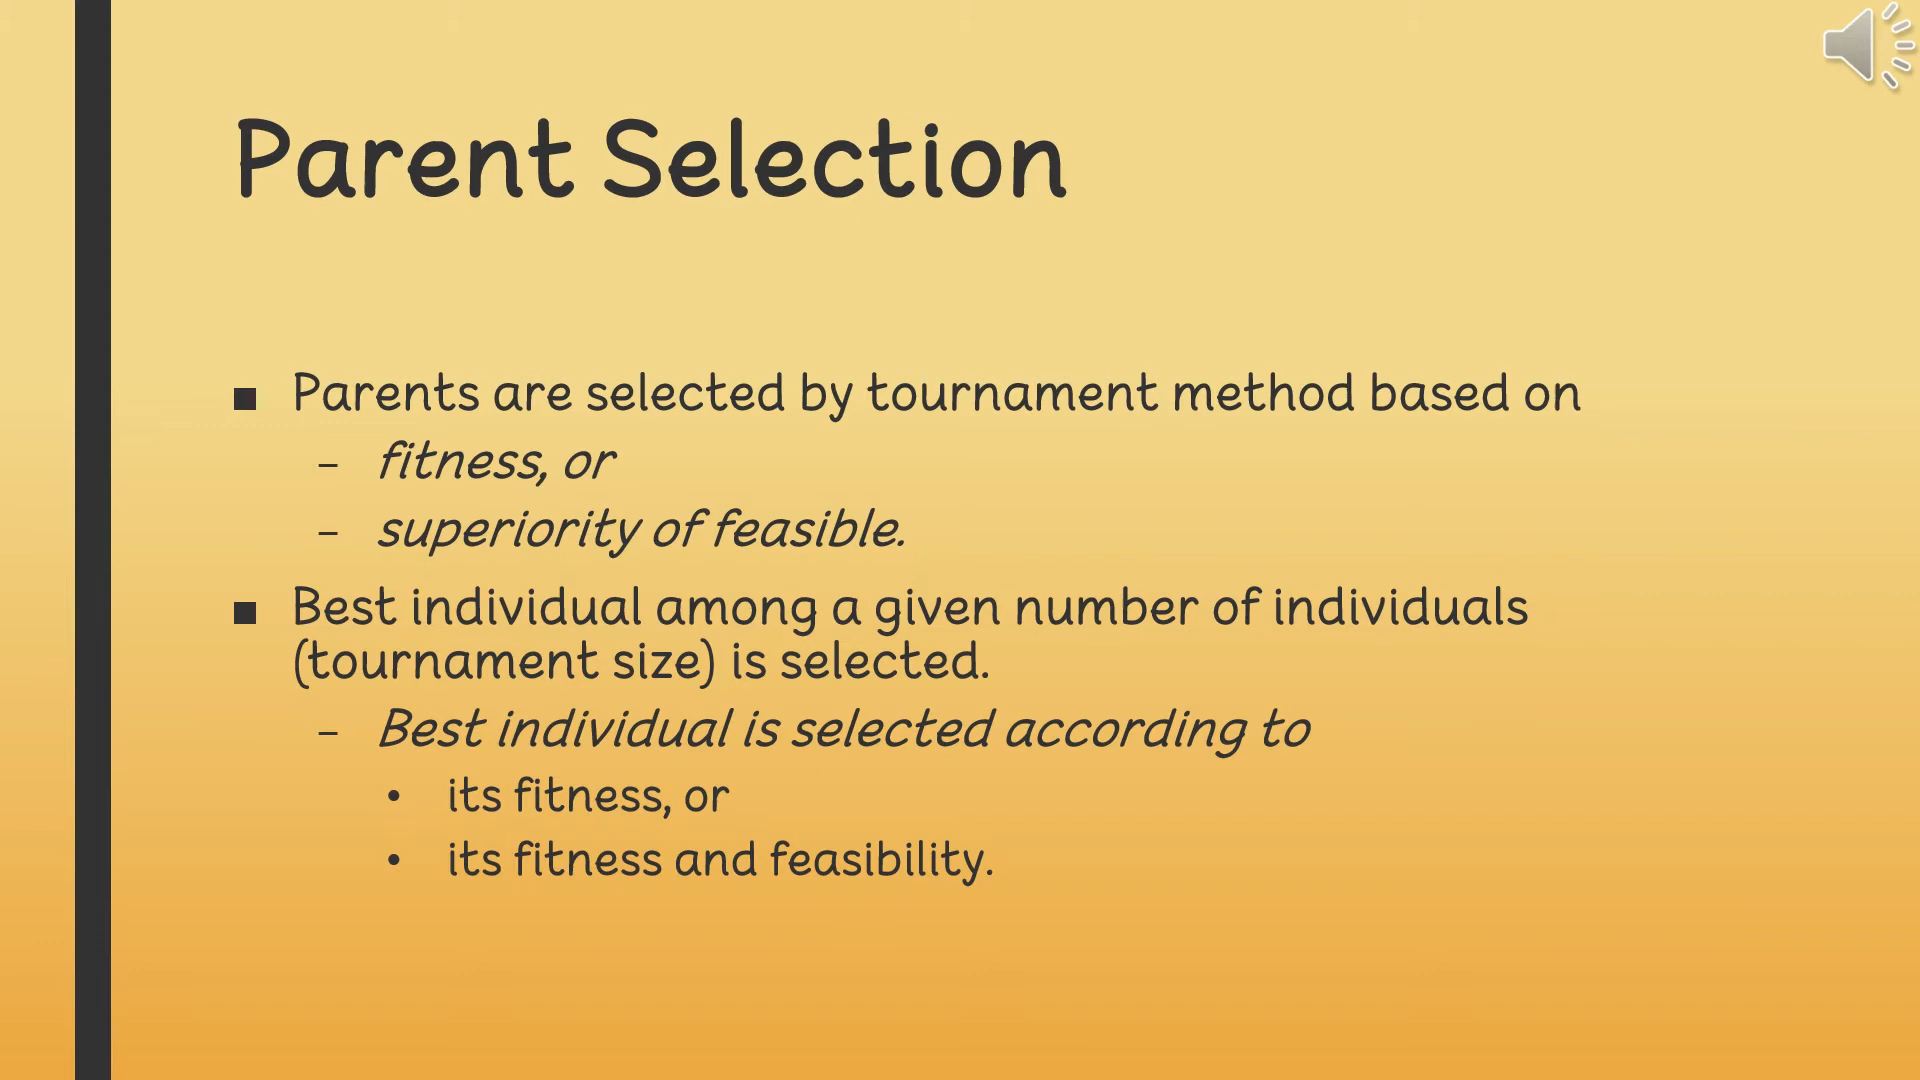 Parent Selection
■ Parents are selected by tournament method based on
– fitness, or
– superiority of feasible.
■ Best individual among a given number of individuals
(tournament size) is selected.
– Best individual is selected according to
• its fitness, or
• its fitness and feasibility.